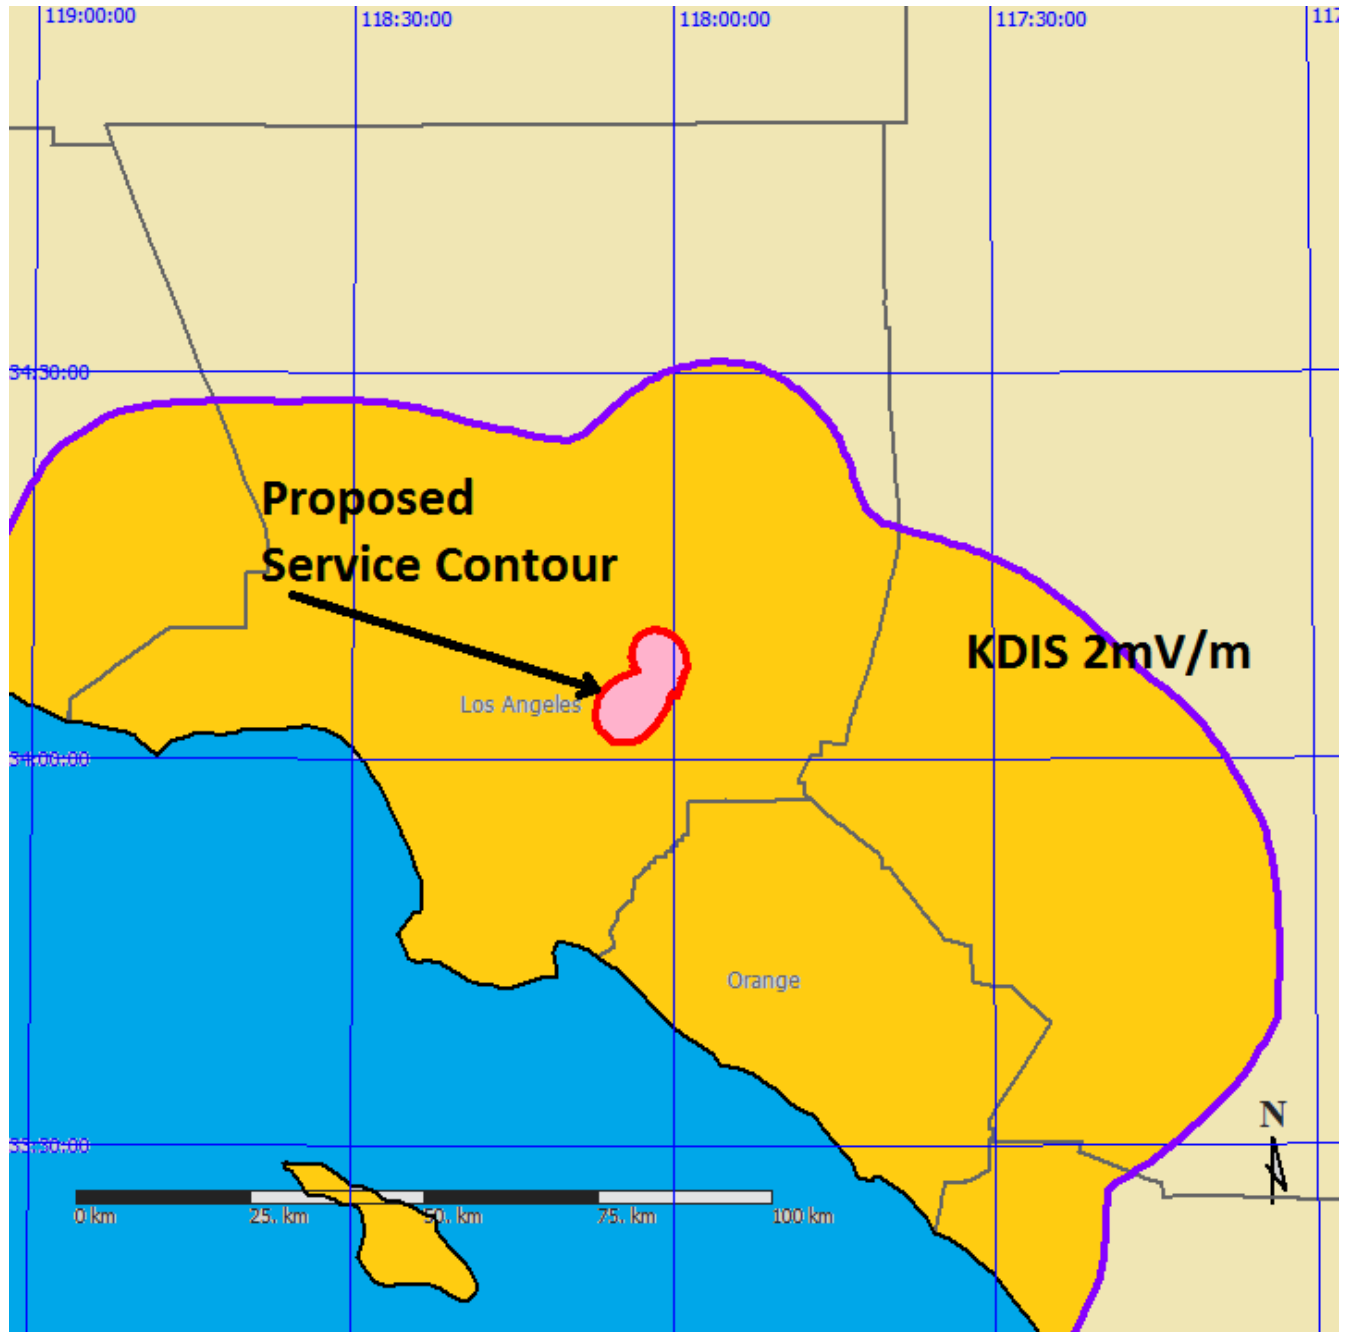 119:00:00
118:30:00
118:00:00
117:30:00
117
34:30:00
Proposed
Service Contour
KDIS 2mV/m
Los Angeles
34:00:00
Orange
N
33:30:00
0 km
25. km
50. km
75. km
100 km